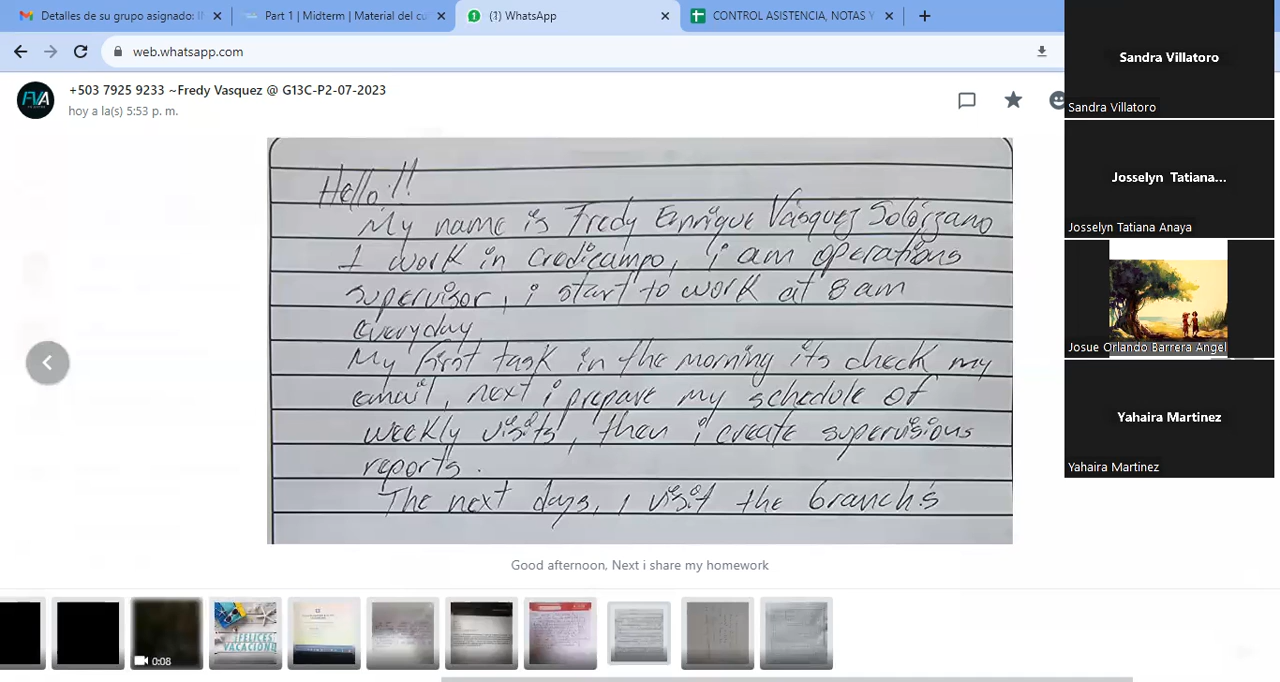 Detalles de su grupo asignado: I
Part 1 | Midterm | Material del cu
(1) WhatsApp
CONTROL ASISTENCIA, NOTAS Y
web.whatsapp.com
+503 7925 9233 ~Fredy Vasquez @ G13C-P2-07-2023
hoy a la(s) 5:53 p. m.
Hello!!
My name is Fredy Enrique Vásquez Solórzano
I work in Credicampo, i am operations
supervisor, i start to work at 8 am
everyday
My first task in the morning its check my
email, next i prepare my schedule of
weekly visits, then i create supervisions
reports.
The next days, i visit the branch's
Good afternoon, Next i share my homework
0:08
¡FELICES
VACACION
Sandra Villatoro
Sandra Villatoro
Josselyn Tatiana...
Josselyn Tatiana Anaya
Josue Orlando Barrera Angel
Yahaira Martinez
Yahaira Martinez